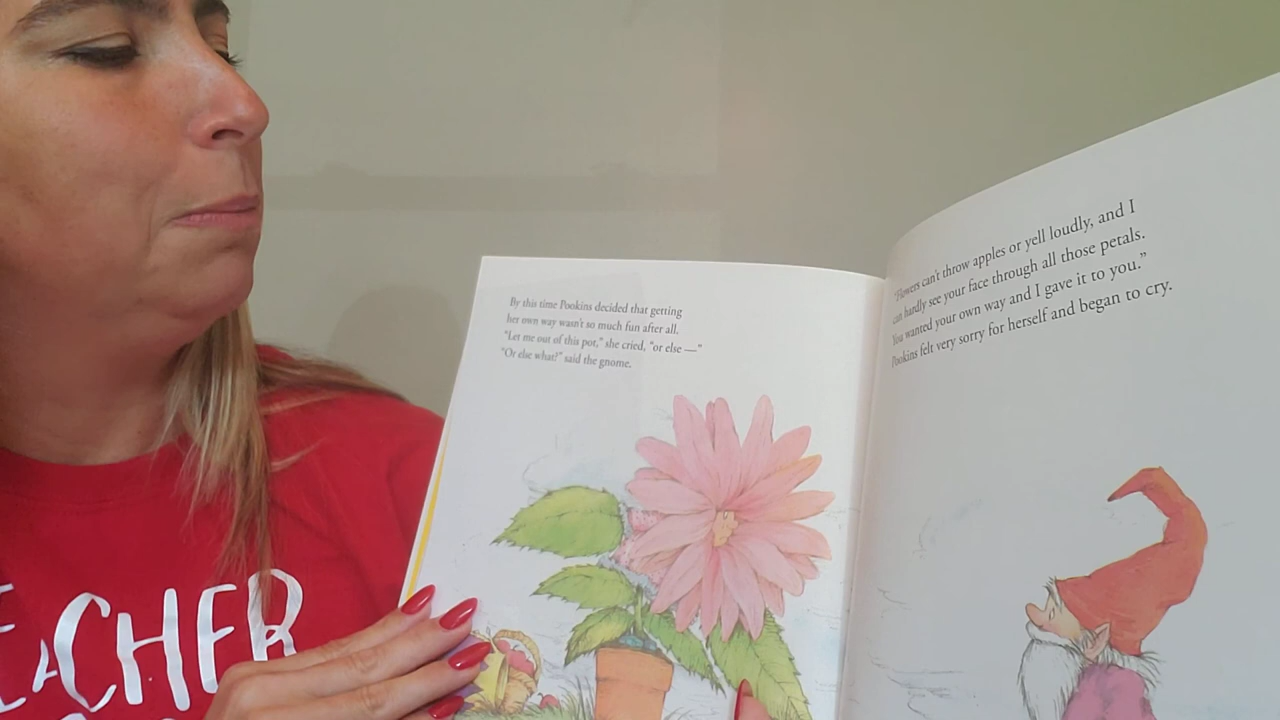 EACHER
By this time Pookins decided that getting
her own way wasn't so much fun after all.
"Let me out of this pot," she cried, "or else —"
"Or else what?" said the gnome.
"Flowers can't throw apples or yell loudly, and I
can hardly see your face through all those petals.
You wanted your own way and I gave it to you."
Pookins felt very sorry for herself and began to cry.